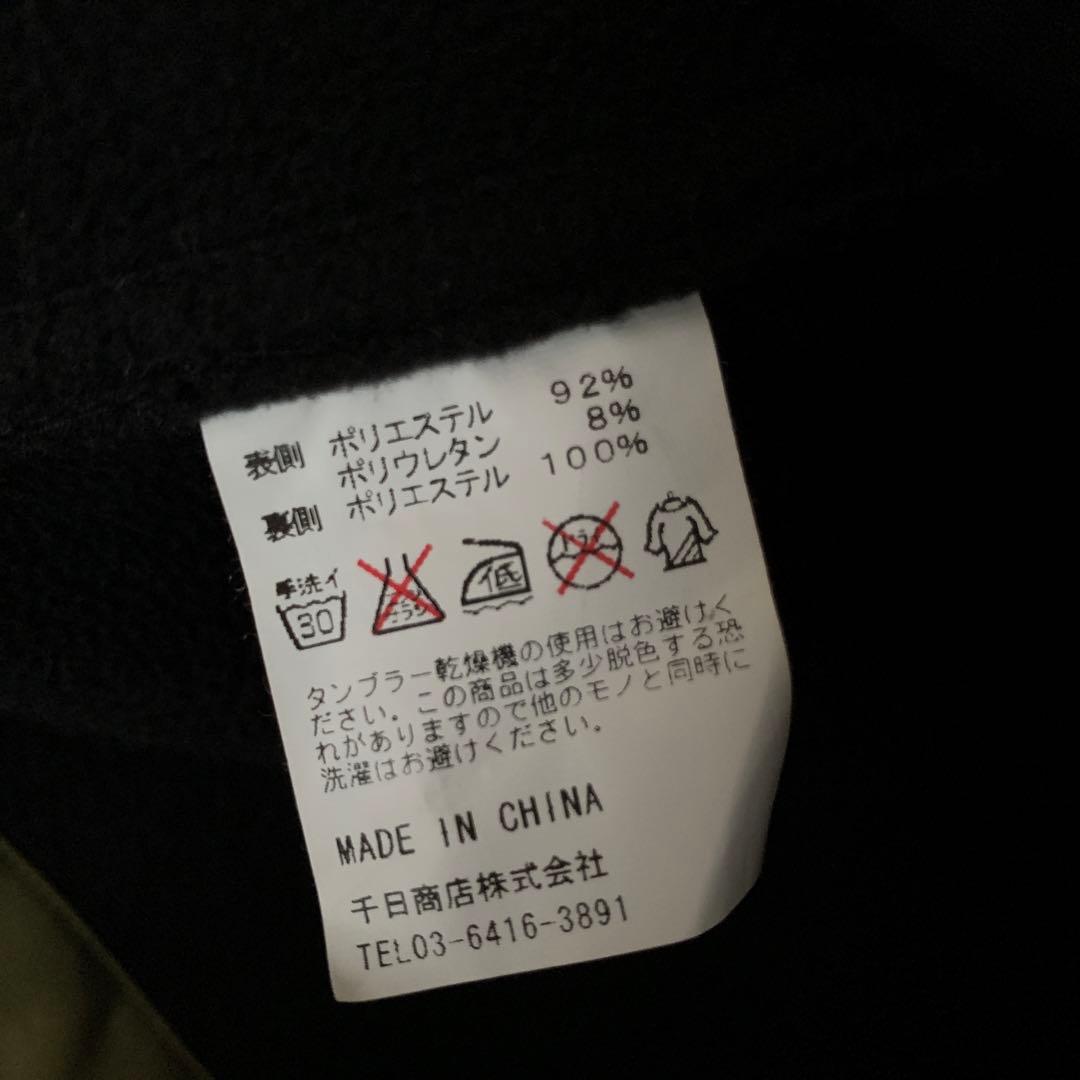 表側 ポリエステル 92%
ポリウレタン 8%
裏側 ポリエステル 100%
手洗イ
30
低
タンブラー乾燥機の使用はお避けく
ださい。この商品は多少脱色する恐
れがありますので他のモノと同時に
洗濯はお避けください。
MADE IN CHINA
千日商店株式会社
TEL03-6416-3891